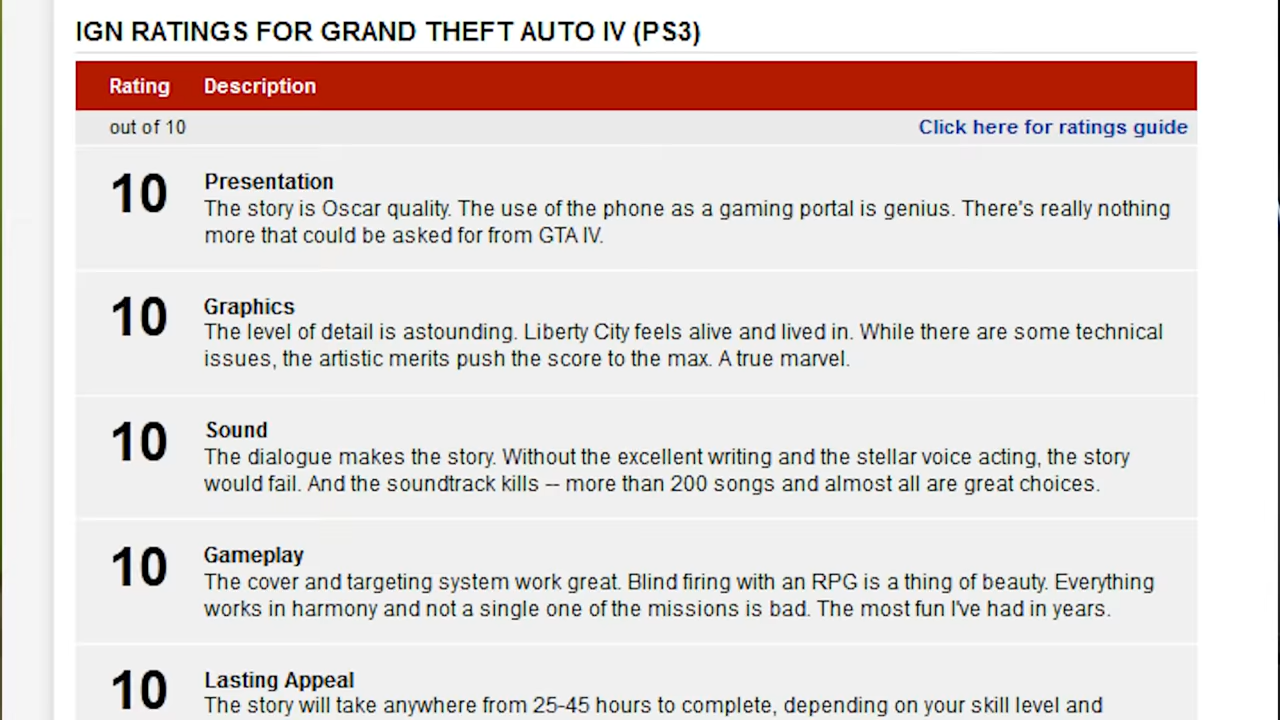 IGN RATINGS FOR GRAND THEFT AUTO IV (PS3)
Rating Description
out of 10 Click here for ratings guide
10 Presentation
The story is Oscar quality. The use of the phone as a gaming portal is genius. There's really nothing
more that could be asked for from GTA IV.
10 Graphics
The level of detail is astounding. Liberty City feels alive and lived in. While there are some technical
issues, the artistic merits push the score to the max. A true marvel.
10 Sound
The dialogue makes the story. Without the excellent writing and the stellar voice acting, the story
would fail. And the soundtrack kills -- more than 200 songs and almost all are great choices.
10 Gameplay
The cover and targeting system work great. Blind firing with an RPG is a thing of beauty. Everything
works in harmony and not a single one of the missions is bad. The most fun I've had in years.
10 Lasting Appeal
The story will take anywhere from 25-45 hours to complete, depending on your skill level and